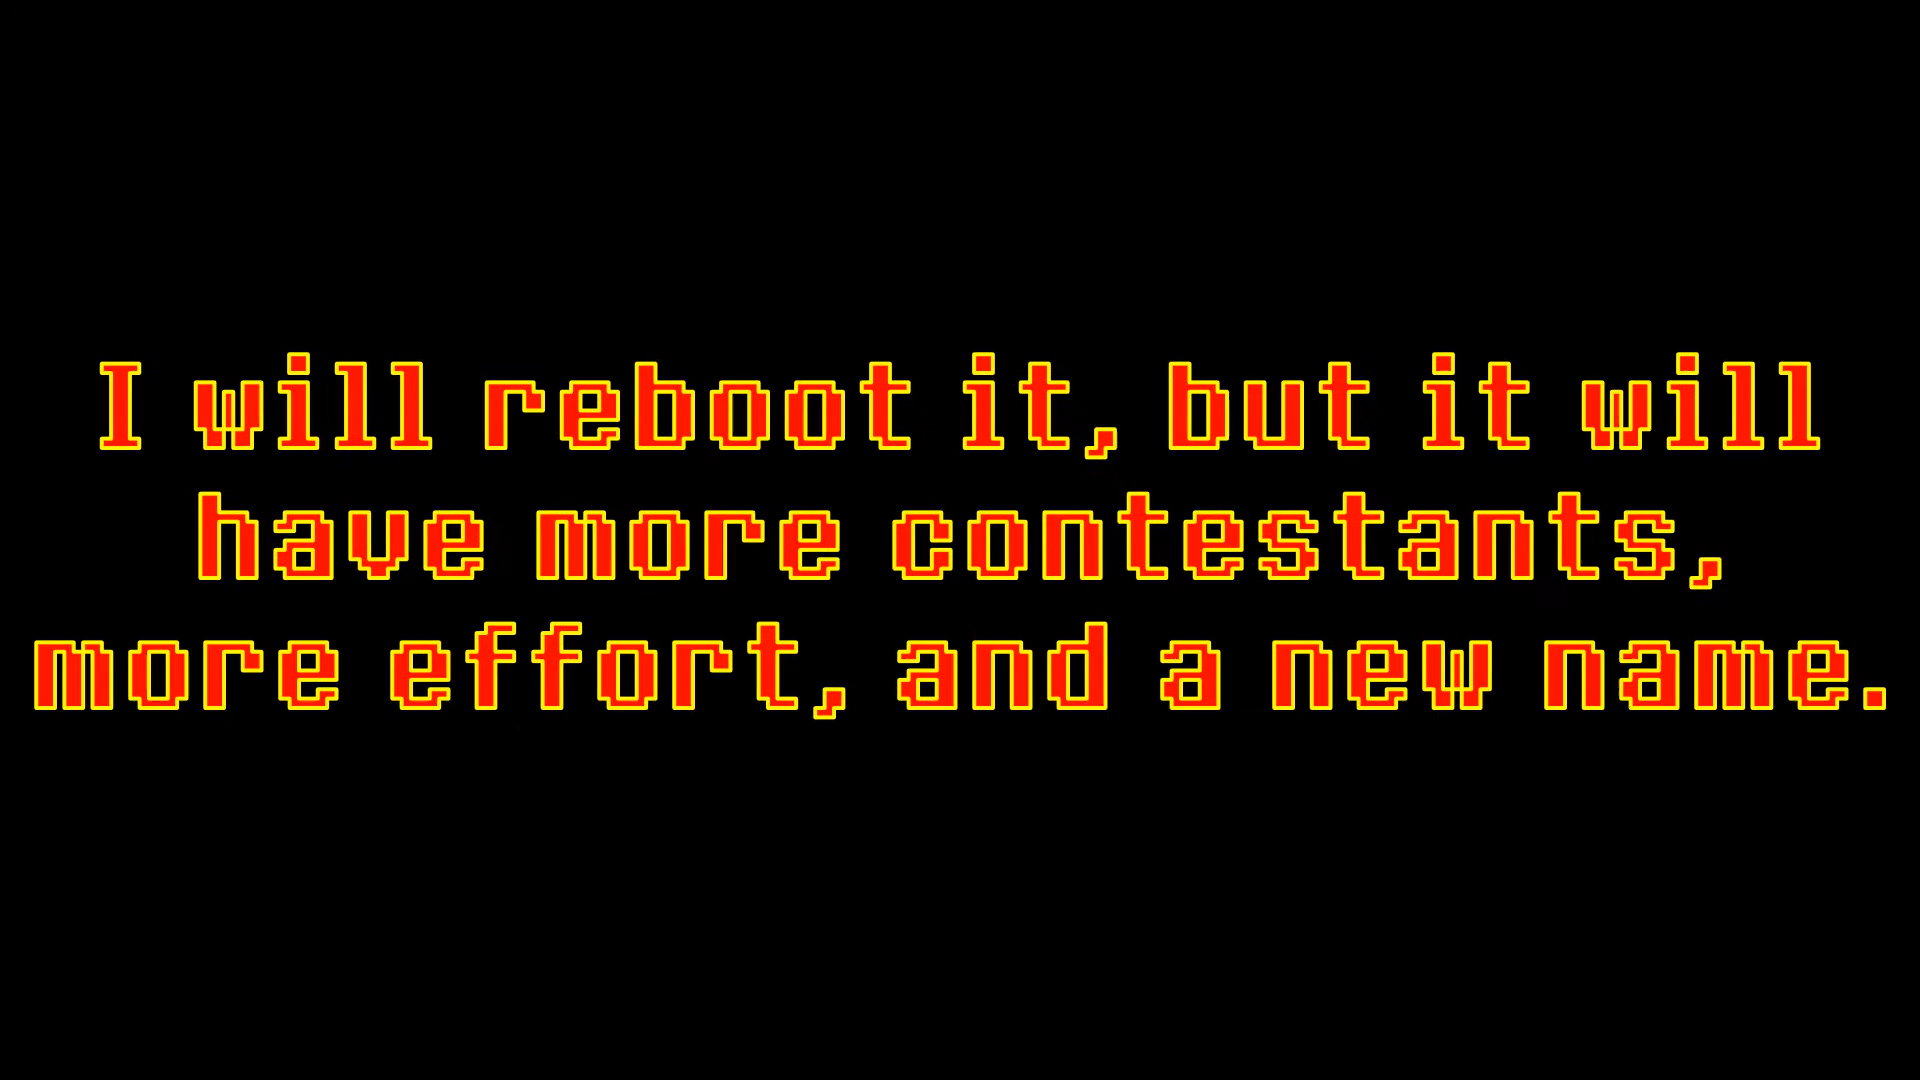 I will reboot it, but it will
have more contestants,
more effort, and a new name.